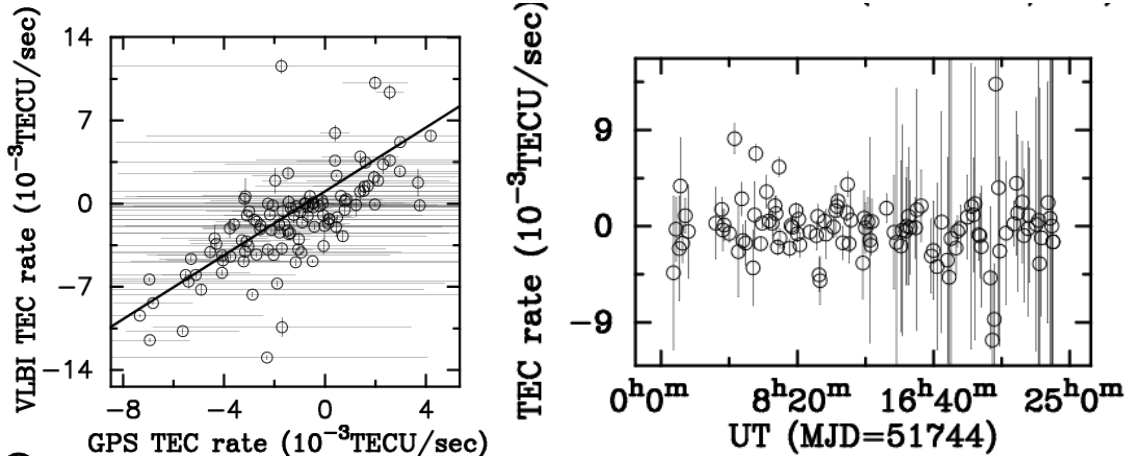 14
7
0
−7
−14
VLBI TEC rate (10⁻³TECU/sec)
−8 −4 0 4
GPS TEC rate (10⁻³TECU/sec)
9
0
−9
TEC rate (10⁻³TECU/sec)
0ʰ0ᵐ 8ʰ20ᵐ 16ʰ40ᵐ 25ʰ0ᵐ
UT (MJD=51744)